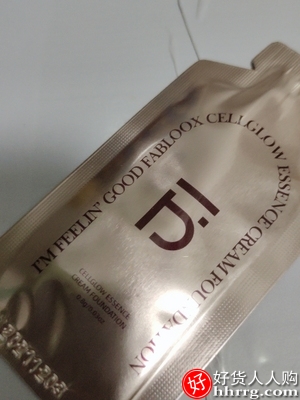 I'M FEELIN' GOOD FABLOOX CELLGLOW ESSENCE CREAM FOUNDATION
CELLGLOW ESSENCE
CREAM FOUNDATION
好货人人购
hhrrg.com